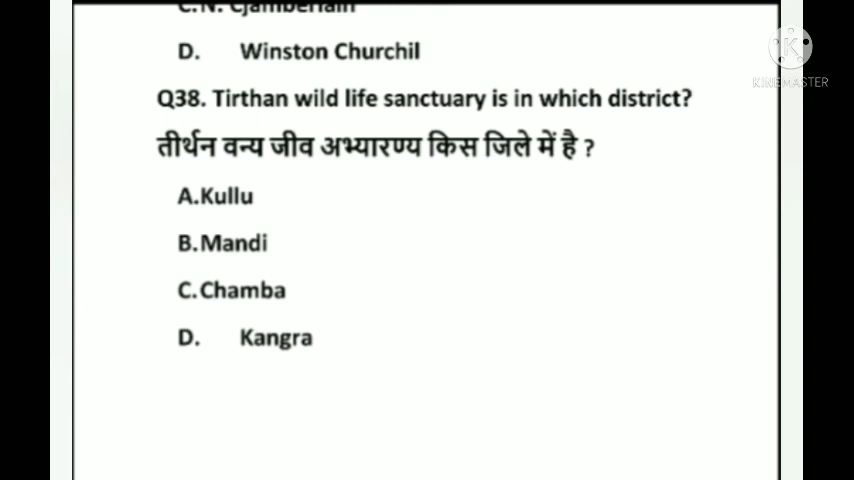 C.N. Cjamberlain
D. Winston Churchil
Q38. Tirthan wild life sanctuary is in which district?
तीर्थन वन्य जीव अभ्यारण्य किस जिले में है ?
A.Kullu
B.Mandi
C.Chamba
D. Kangra
K
KINEMASTER